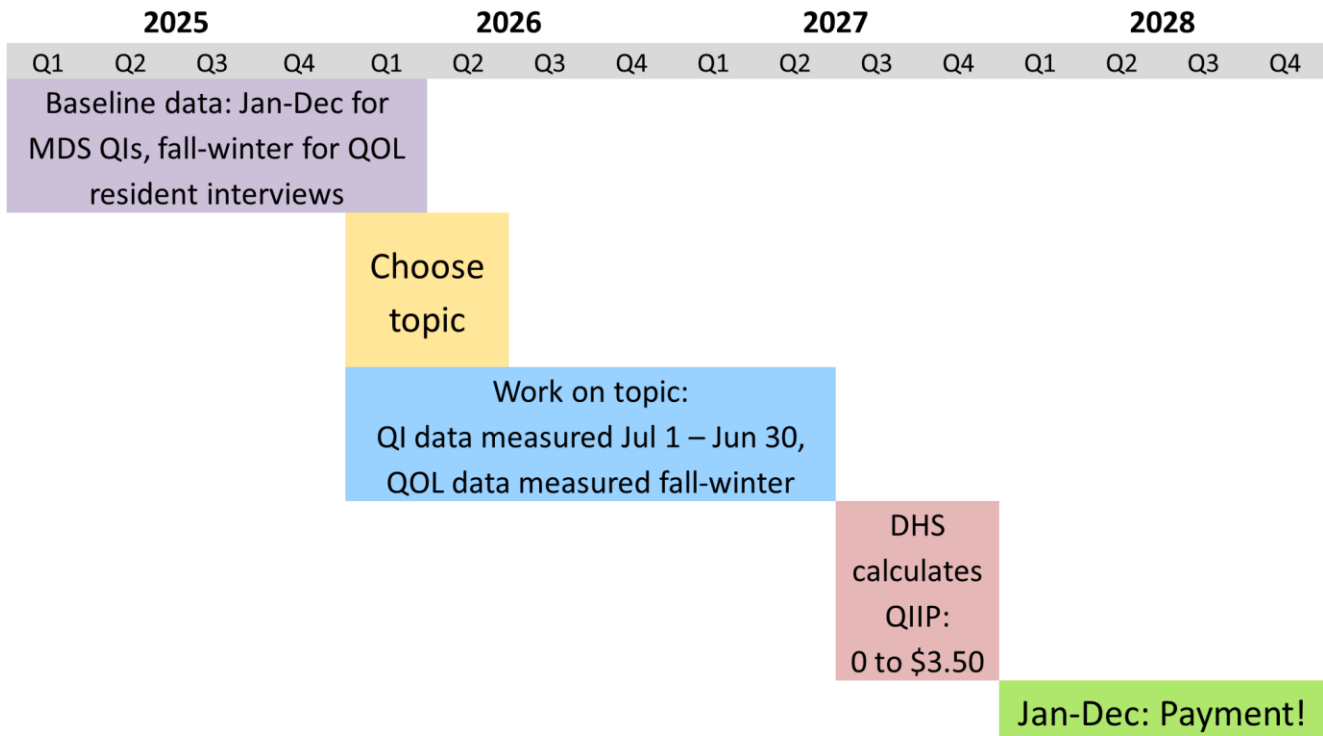 2025 2026 2027 2028
Q1 Q2 Q3 Q4 Q1 Q2 Q3 Q4 Q1 Q2 Q3 Q4 Q1 Q2 Q3 Q4
Baseline data: Jan-Dec for
MDS QIs, fall-winter for QOL
resident interviews
Choose
topic
Work on topic:
QI data measured Jul 1 – Jun 30,
QOL data measured fall-winter
DHS
calculates
QIIP:
0 to $3.50
Jan-Dec: Payment!